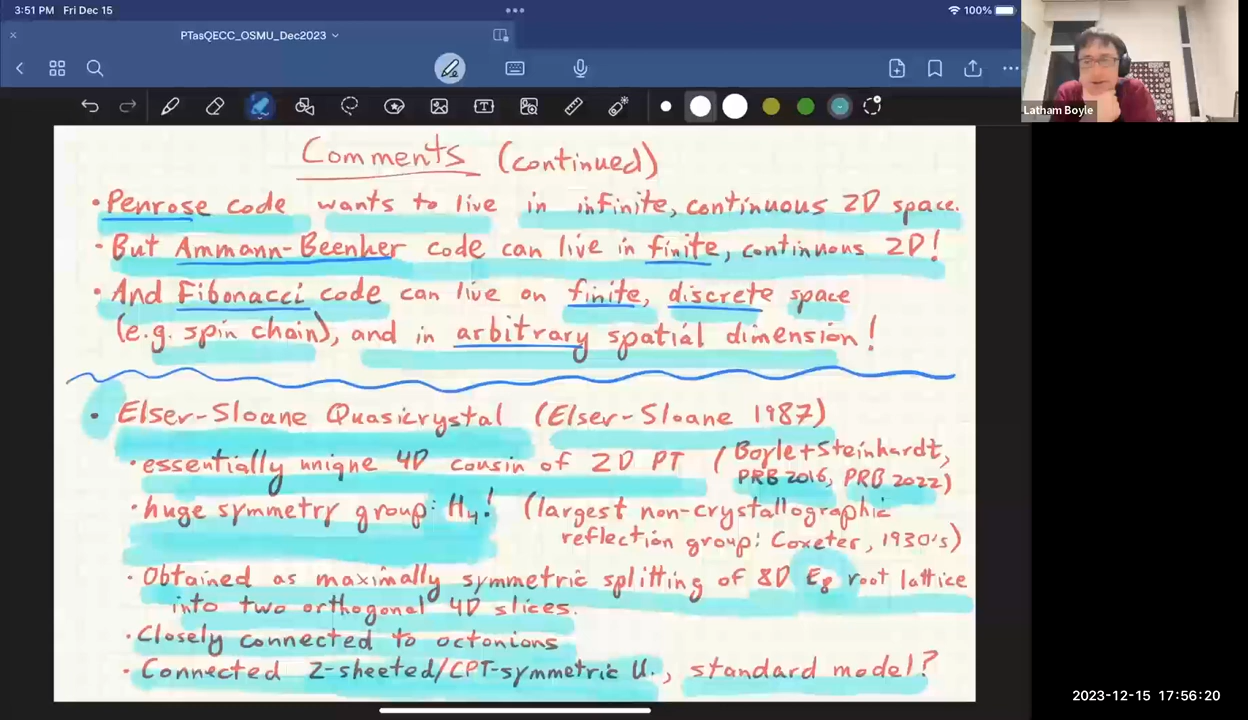 3:51 PM Fri Dec 15
100%
PTasQECC_OSMU_Dec2023
Latham Boyle
Comments (continued)
• Penrose code wants to live in infinite, continuous 2D space.
• But Ammann-Beenker code can live in finite, continuous 2D!
• And Fibonacci code can live on finite, discrete space
(e.g. spin chain), and in arbitrary spatial dimension!
• Elser-Sloane Quasicrystal (Elser-Sloane 1987)
• essentially unique 4D cousin of 2D PT (Boyle+Steinhardt,
PRB 2016, PRB 2022)
• huge symmetry group: H4! (largest non-crystallographic
reflection group: Coxeter, 1930's)
• Obtained as maximally symmetric splitting of 8D E8 root lattice
into two orthogonal 4D slices.
• Closely connected to octonions
• Connected 2-sheeted/CPT-symmetric U., standard model?
2023-12-15 17:56:20